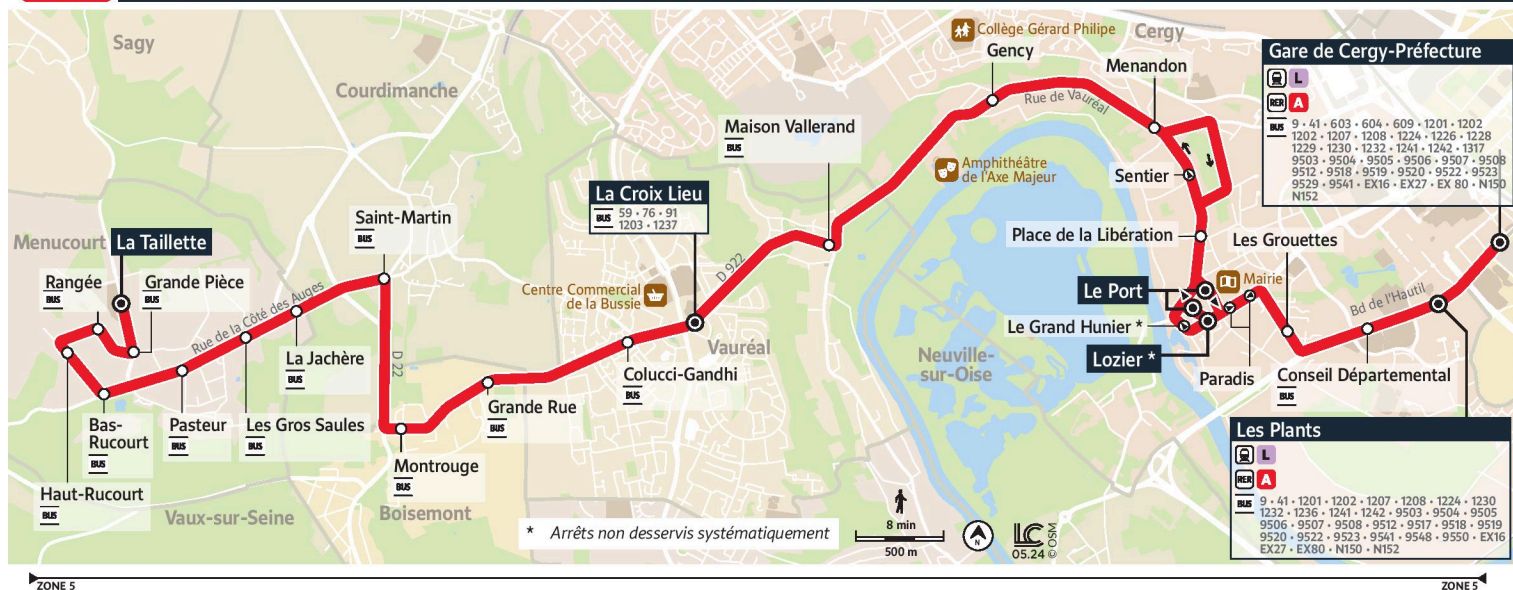 Sagy
Courdimanche
Collège Gérard Philipe
Gency
Cergy
Menandon
Rue de Vauréal
Gare de Cergy-Préfecture
L
RER A
BUS
9 • 41 • 603 • 604 • 609 • 1201 • 1202
1202 • 1207 • 1208 • 1224 • 1226 • 1228
1229 • 1230 • 1232 • 1241 • 1242 • 1317
9503 • 9504 • 9505 • 9506 • 9507 • 9508
9512 • 9518 • 9519 • 9520 • 9522 • 9523
9529 • 9541 • EX16 • EX27 • EX 80 • N150
N152
Maison Vallerand
BUS
Amphithéâtre
de l'Axe Majeur
Sentier
La Croix Lieu
BUS
59 • 76 • 91
1203 • 1237
Saint-Martin
BUS
Menucourt
La Taillette
Rangée
BUS
Grande Pièce
BUS
Rue de la Côté des Auges
D 922
Centre Commercial
de la Bussie
Place de la Libération
Les Grouettes
Mairie
Le Port
Le Grand Hunier *
Lozier *
Bd de l'Hautil
La Jachère
BUS
D 22
Vauréal
Neuville-
sur-Oise
Paradis
Conseil Départemental
BUS
Colucci-Gandhi
BUS
Grande Rue
BUS
Bas-
Rucourt
BUS
Pasteur
BUS
Les Gros Saules
BUS
Montrouge
BUS
Haut-Rucourt
BUS
Vaux-sur-Seine
Boisemont
Les Plants
L
RER A
BUS
9 • 41 • 1201 • 1202 • 1207 • 1208 • 1224 • 1230
1232 • 1236 • 1241 • 1242 • 9503 • 9504 • 9505
9506 • 9507 • 9508 • 9512 • 9517 • 9518 • 9519
9520 • 9522 • 9523 • 9541 • 9548 • 9550 • EX16
EX27 • EX80 • N150 • N152
* Arrêts non desservis systématiquement
8 min
500 m
N
LC
05.24 © OSM
ZONE 5
ZONE 5